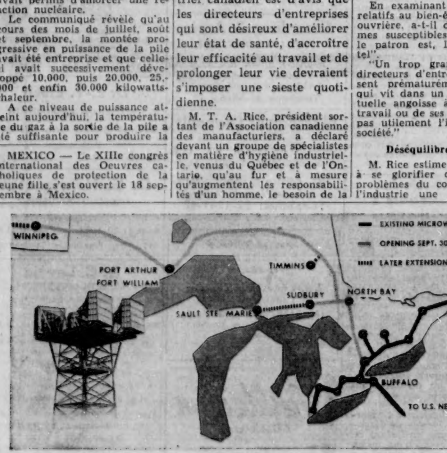 ction nucléaire.
Le communiqué révèle qu'au
cours des mois de juillet, août
et septembre, la montée pro-
gressive en puissance de la pile
avait été entreprise et que celle-
ci avait successivement déve-
loppé 10,000, puis 20,000, 25,-
000 et enfin 30,000 kilowatts-
chaleur.
A ce niveau de puissance at-
teint aujourd'hui, la températu-
re du gaz à la sortie de la pile a
été suffisante pour produire la
MEXICO — Le XIIIe congrès
international des Oeuvres ca-
tholiques de protection de la
jeune fille s'est ouvert le 18 sep-
tembre à Mexico.
trier canadien est d'avis que
les directeurs d'entreprises
qui sont désireux d'améliorer
leur état de santé, d'accroître
leur efficacité au travail et de
prolonger leur vie devraient
s'imposer une sieste quoti-
dienne.
M. T. A. Rice, président sor-
tant de l'Association canadienne
des manufacturiers, a déclaré
devant un groupe de spécialistes
en matière d'hygiène industriel-
le, venus du Québec et de l'On-
tario, qu'au fur et à mesure
qu'augmentent les responsabili-
tés d'un homme, le besoin de la
En examinant
relatifs au bien-ê
ouvrière, a-t-il d
mes susceptibles
le patron est,
tel".
"Un trop gran
directeurs d'entr
sent prématurém
qui vit dans un
tuelle angoisse
travail ou de ses
pas utilement l'
société."
Déséquilibre
M. Rice estime
à se glorifier
problèmes du co
l'industrie une
WINNIPEG
PORT ARTHUR
FORT WILLIAM
TIMMINS
SUDBURY
NORTH BAY
SAULT STE. MARIE
BUFFALO
TO U.S. NE
EXISTING MICROW
OPENING SEPT. 30
LATER EXTENSION